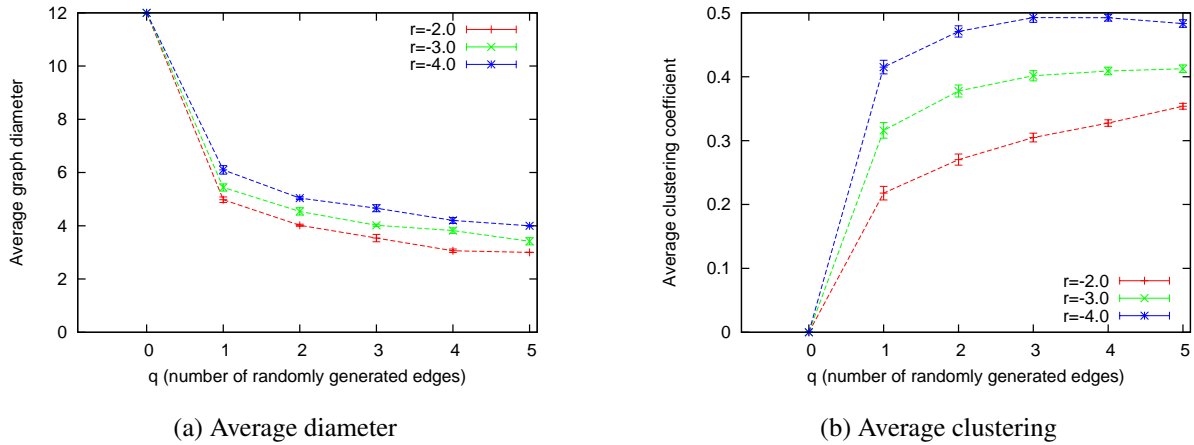 Average graph diameter
12
10
8
6
4
2
0
0 1 2 3 4 5
q (number of randomly generated edges)
r=-2.0
r=-3.0
r=-4.0
(a) Average diameter
Average clustering coefficient
0.5
0.4
0.3
0.2
0.1
0
0 1 2 3 4 5
q (number of randomly generated edges)
r=-2.0
r=-3.0
r=-4.0
(b) Average clustering